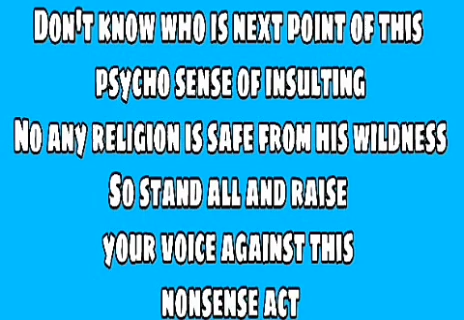 Don't know who is next point of this
psycho sense of insulting
No any religion is safe from his wildness
So stand all and raise
your voice against this
nonsense act